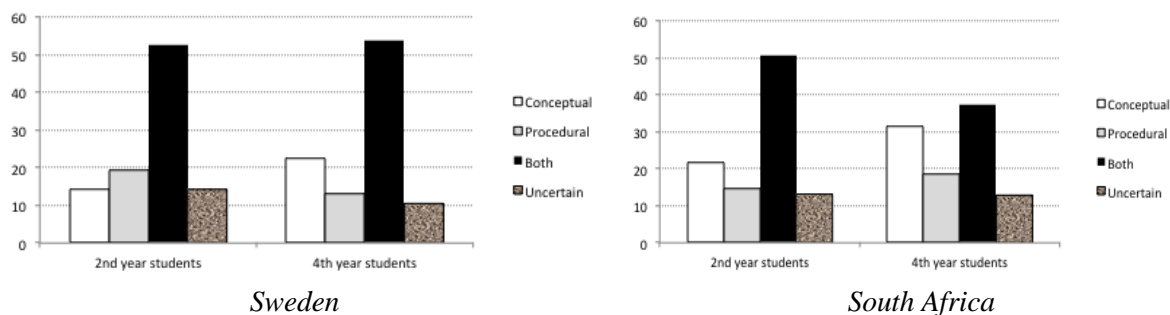 60
50
40
30
20
10
0
2nd year students
4th year students
Conceptual
Procedural
Both
Uncertain
Sweden
60
50
40
30
20
10
0
2nd year students
4th year students
Conceptual
Procedural
Both
Uncertain
South Africa